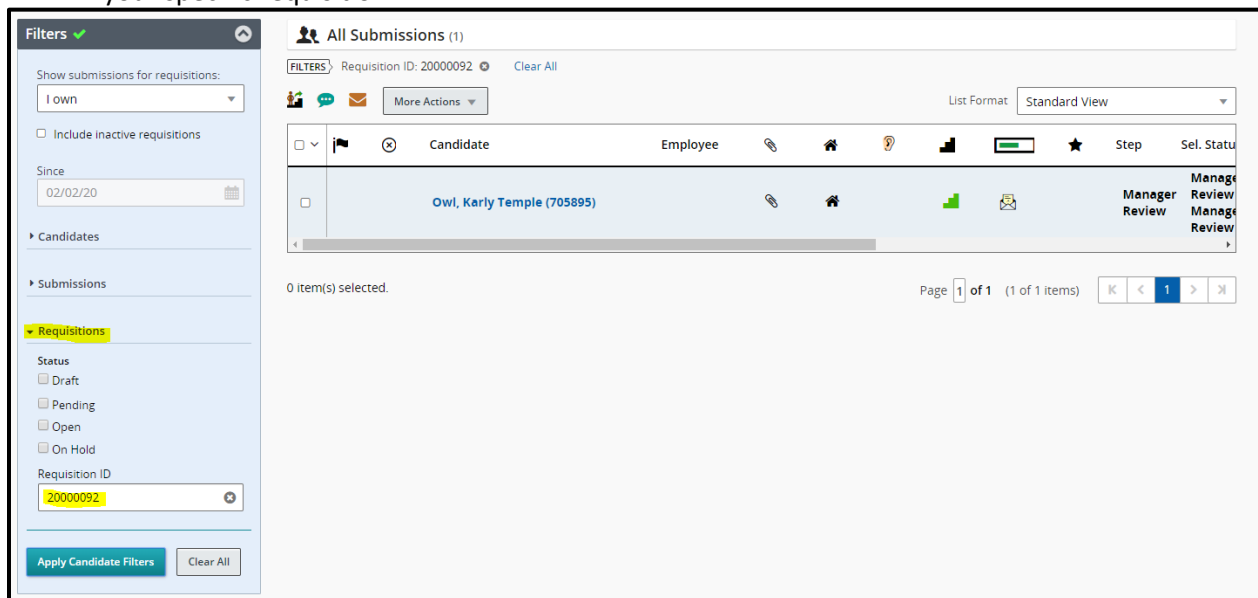 Filters
Show submissions for requisitions:
I own
Include inactive requisitions
Since
02/02/20
Candidates
Submissions
Requisitions
Status
Draft
Pending
Open
On Hold
Requisition ID
20000092
Apply Candidate Filters Clear All
All Submissions (1)
FILTERS Requisition ID: 20000092 Clear All
More Actions List Format Standard View
Candidate Employee Step Sel. Statu
Owl, Karly Temple (705895) Manager Review Manage Review Manage Review
0 item(s) selected. Page 1 of 1 (1 of 1 items) K < 1 > >|